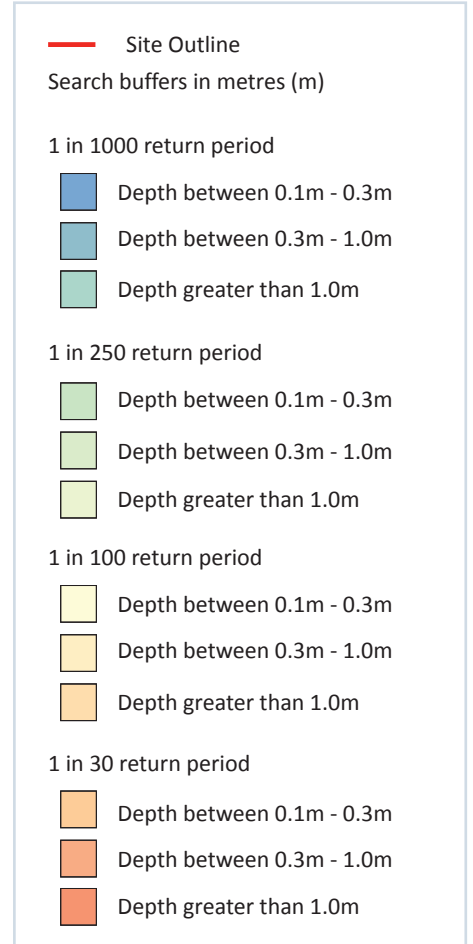 Site Outline
Search buffers in metres (m)
1 in 1000 return period
Depth between 0.1m - 0.3m
Depth between 0.3m - 1.0m
Depth greater than 1.0m
1 in 250 return period
Depth between 0.1m - 0.3m
Depth between 0.3m - 1.0m
Depth greater than 1.0m
1 in 100 return period
Depth between 0.1m - 0.3m
Depth between 0.3m - 1.0m
Depth greater than 1.0m
1 in 30 return period
Depth between 0.1m - 0.3m
Depth between 0.3m - 1.0m
Depth greater than 1.0m